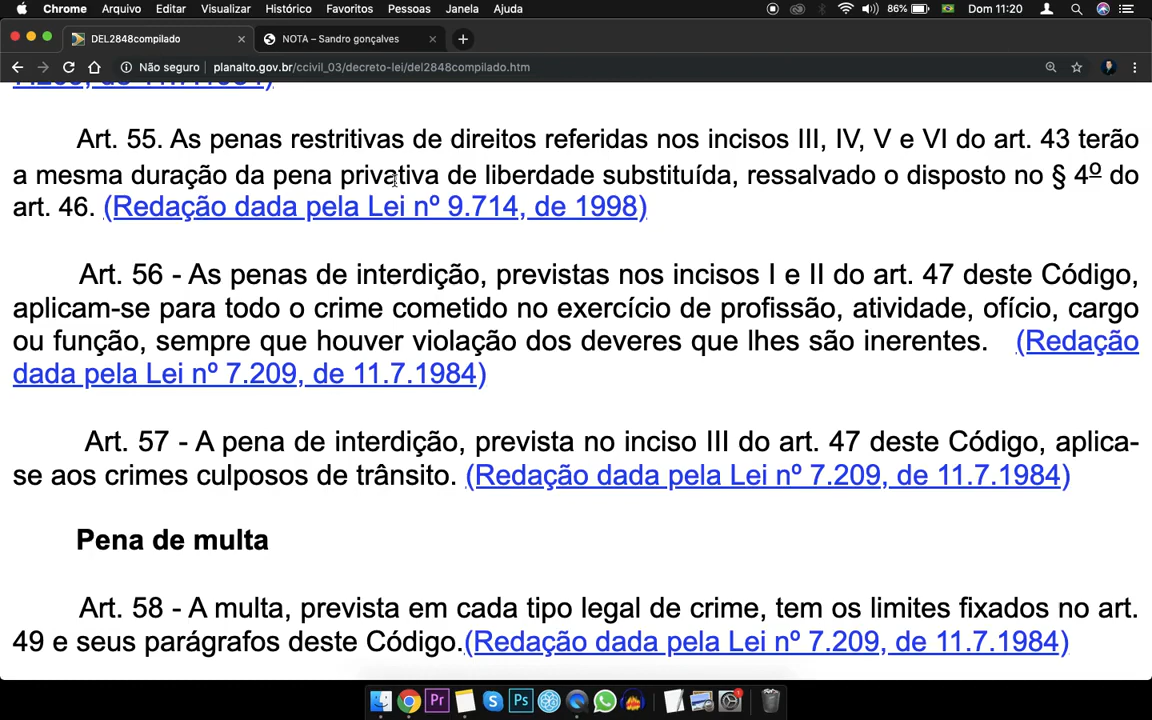 Chrome Arquivo Editar Visualizar Histórico Favoritos Pessoas Janela Ajuda 86% Dom 11:20
DEL2848compilado NOTA – Sandro gonçalves
Não seguro planalto.gov.br/ccivil_03/decreto-lei/del2848compilado.htm
Art. 55. As penas restritivas de direitos referidas nos incisos III, IV, V e VI do art. 43 terão
a mesma duração da pena privativa de liberdade substituída, ressalvado o disposto no § 4º do
art. 46. (Redação dada pela Lei nº 9.714, de 1998)
Art. 56 - As penas de interdição, previstas nos incisos I e II do art. 47 deste Código,
aplicam-se para todo o crime cometido no exercício de profissão, atividade, ofício, cargo
ou função, sempre que houver violação dos deveres que lhes são inerentes. (Redação
dada pela Lei nº 7.209, de 11.7.1984)
Art. 57 - A pena de interdição, prevista no inciso III do art. 47 deste Código, aplica-
se aos crimes culposos de trânsito. (Redação dada pela Lei nº 7.209, de 11.7.1984)
Pena de multa
Art. 58 - A multa, prevista em cada tipo legal de crime, tem os limites fixados no art.
49 e seus parágrafos deste Código.(Redação dada pela Lei nº 7.209, de 11.7.1984)
Pr Ps